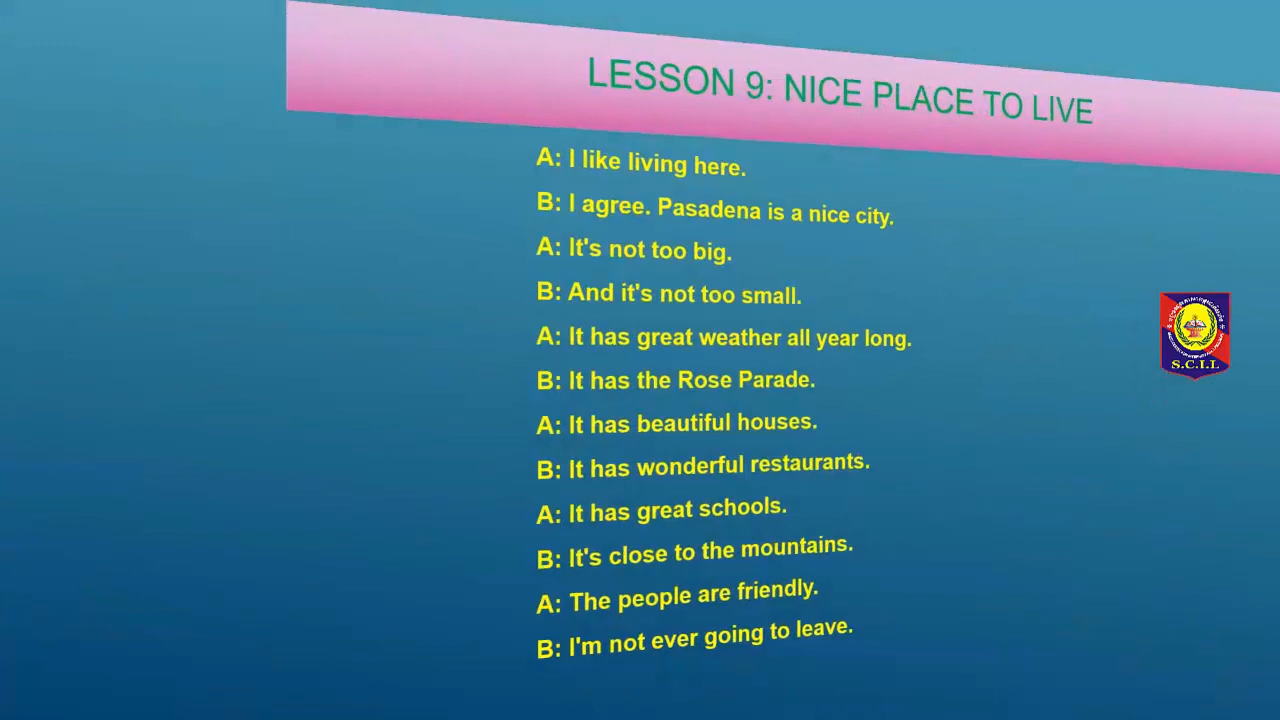 LESSON 9: NICE PLACE TO LIVE
A: I like living here.
B: I agree. Pasadena is a nice city.
A: It's not too big.
B: And it's not too small.
A: It has great weather all year long.
B: It has the Rose Parade.
A: It has beautiful houses.
B: It has wonderful restaurants.
A: It has great schools.
B: It's close to the mountains.
A: The people are friendly.
B: I'm not ever going to leave.
S.C.I.L